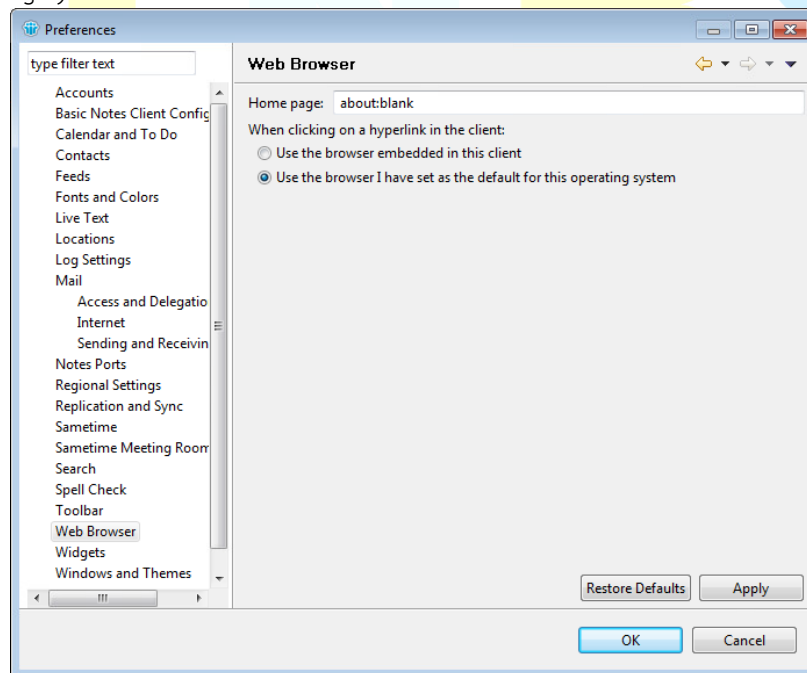 Preferences
type filter text
Web Browser
Accounts
Basic Notes Client Config
Calendar and To Do
Contacts
Feeds
Fonts and Colors
Live Text
Locations
Log Settings
Mail
Access and Delegatio
Internet
Sending and Receivin
Notes Ports
Regional Settings
Replication and Sync
Sametime
Sametime Meeting Room
Search
Spell Check
Toolbar
Web Browser
Widgets
Windows and Themes
Home page: about:blank
When clicking on a hyperlink in the client:
Use the browser embedded in this client
Use the browser I have set as the default for this operating system
Restore Defaults Apply
OK Cancel